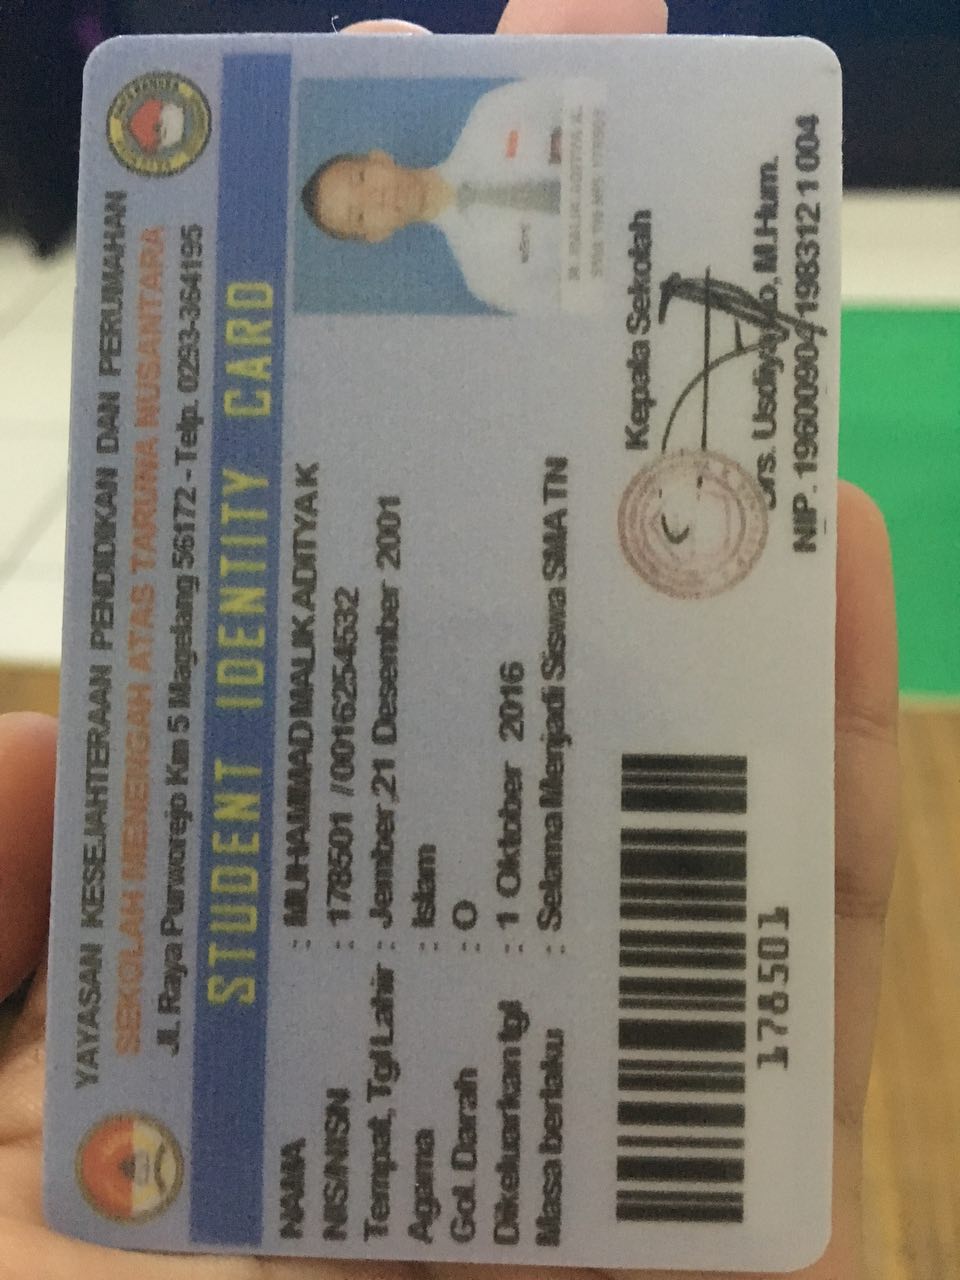 YAYASAN KESEJAHTERAAN PENDIDIKAN DAN PERUMAHAN
SEKOLAH MENENGAH ATAS TARUNA NUSANTARA
Jl. Raya Purworejo Km 5 Magelang 56172 - Telp. 0293-364195
STUDENT IDENTITY CARD
NAMA : MUHAMMAD MALIK ADITYA K
NIS/NISN : 178501 // 0016254532
Tempat, Tgl Lahir : Jember,21 Desember 2001
Agama : Islam
Gol. Darah : O
Dikeluarkan tgl : 1 Oktober 2016
Masa berlaku : Selama Menjadi Siswa SMA TN
Kepala Sekolah
Drs. Usdiyanto, M.Hum.
NIP. 19600904 198312 1 004
178501